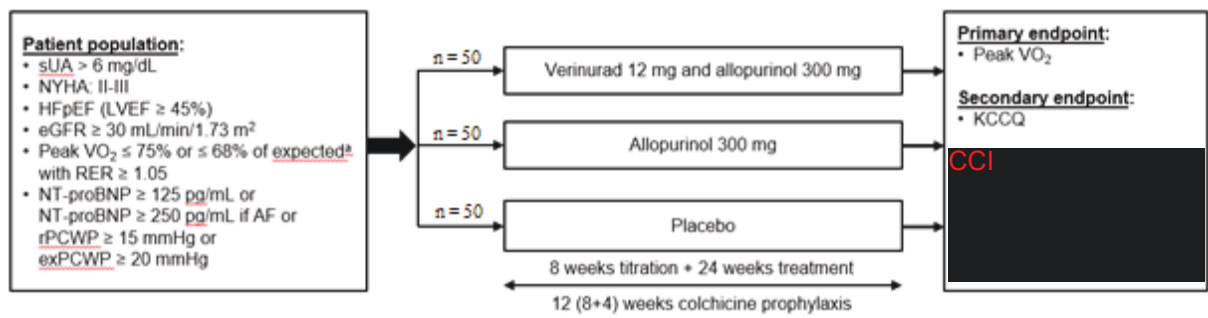 Patient population:
• sUA > 6 mg/dL
• NYHA: II-III
• HFpEF (LVEF ≥ 45%)
• eGFR ≥ 30 mL/min/1.73 m²
• Peak VO₂ ≤ 75% or ≤ 68% of expectedª
with RER ≥ 1.05
• NT-proBNP ≥ 125 pg/mL or
NT-proBNP ≥ 250 pg/mL if AF or
rPCWP ≥ 15 mmHg or
exPCWP ≥ 20 mmHg
n = 50
Verinurad 12 mg and allopurinol 300 mg
n = 50
Allopurinol 300 mg
n = 50
Placebo
8 weeks titration + 24 weeks treatment
12 (8+4) weeks colchicine prophylaxis
Primary endpoint:
• Peak VO₂
Secondary endpoint:
• KCCQ
CCI